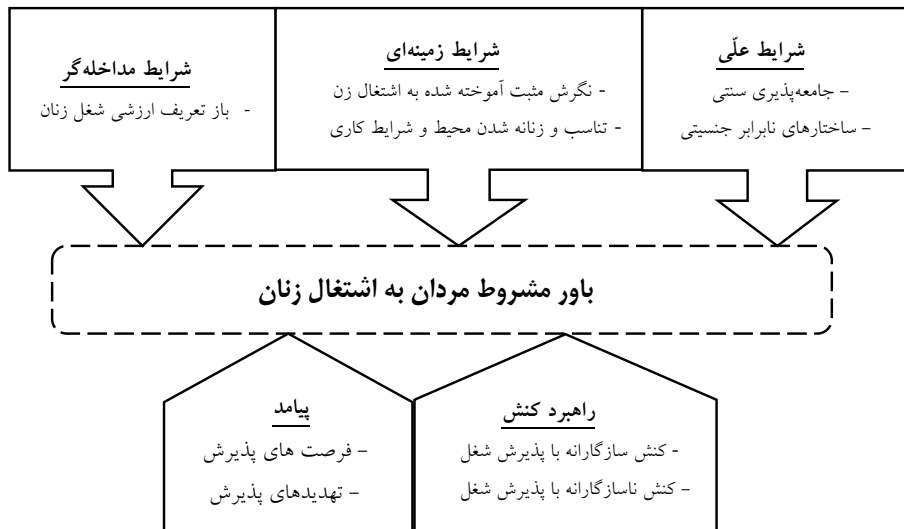 شرایط علّی
- جامعه‌پذیری سنتی
- ساختارهای نابرابر جنسیتی
شرایط زمینه‌ای
- نگرش مثبت آموخته شده به اشتغال زن
- تناسب و زنانه شدن محیط و شرایط کاری
شرایط مداخله‌گر
- باز تعریف ارزشی شغل زنان
باور مشروط مردان به اشتغال زنان
راهبرد کنش
- کنش سازگارانه با پذیرش شغل
- کنش ناسازگارانه با پذیرش شغل
پیامد
- فرصت های پذیرش
- تهدیدهای پذیرش